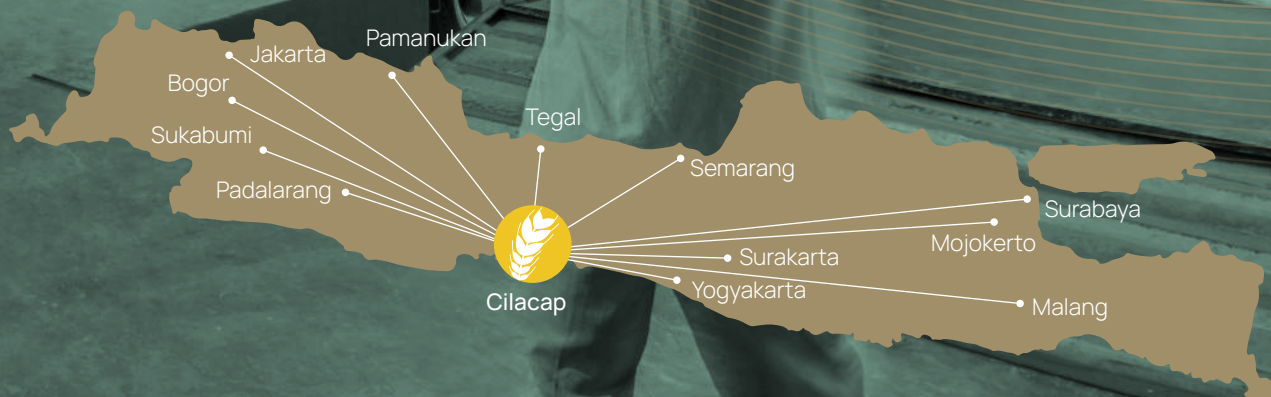 Pamanukan
Jakarta
Bogor
Tegal
Sukabumi
Semarang
Padalarang
Surabaya
Mojokerto
Surakarta
Yogyakarta
Cilacap
Malang